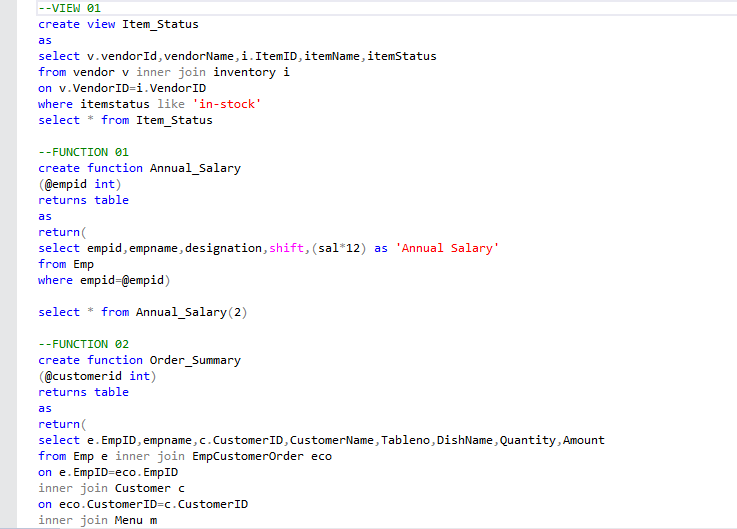 --VIEW 01
create view Item_Status
as
select v.vendorId,vendorName,i.ItemID,itemName,itemStatus
from vendor v inner join inventory i
on v.VendorID=i.VendorID
where itemstatus like 'in-stock'
select * from Item_Status
--FUNCTION 01
create function Annual_Salary
(@empid int)
returns table
as
return(
select empid,empname,designation,shift,(sal*12) as 'Annual Salary'
from Emp
where empid=@empid)
select * from Annual_Salary(2)
--FUNCTION 02
create function Order_Summary
(@customerid int)
returns table
as
return(
select e.EmpID,empname,c.CustomerID,CustomerName,Tableno,DishName,Quantity,Amount
from Emp e inner join EmpCustomerOrder eco
on e.EmpID=eco.EmpID
inner join Customer c
on eco.CustomerID=c.CustomerID
inner join Menu m